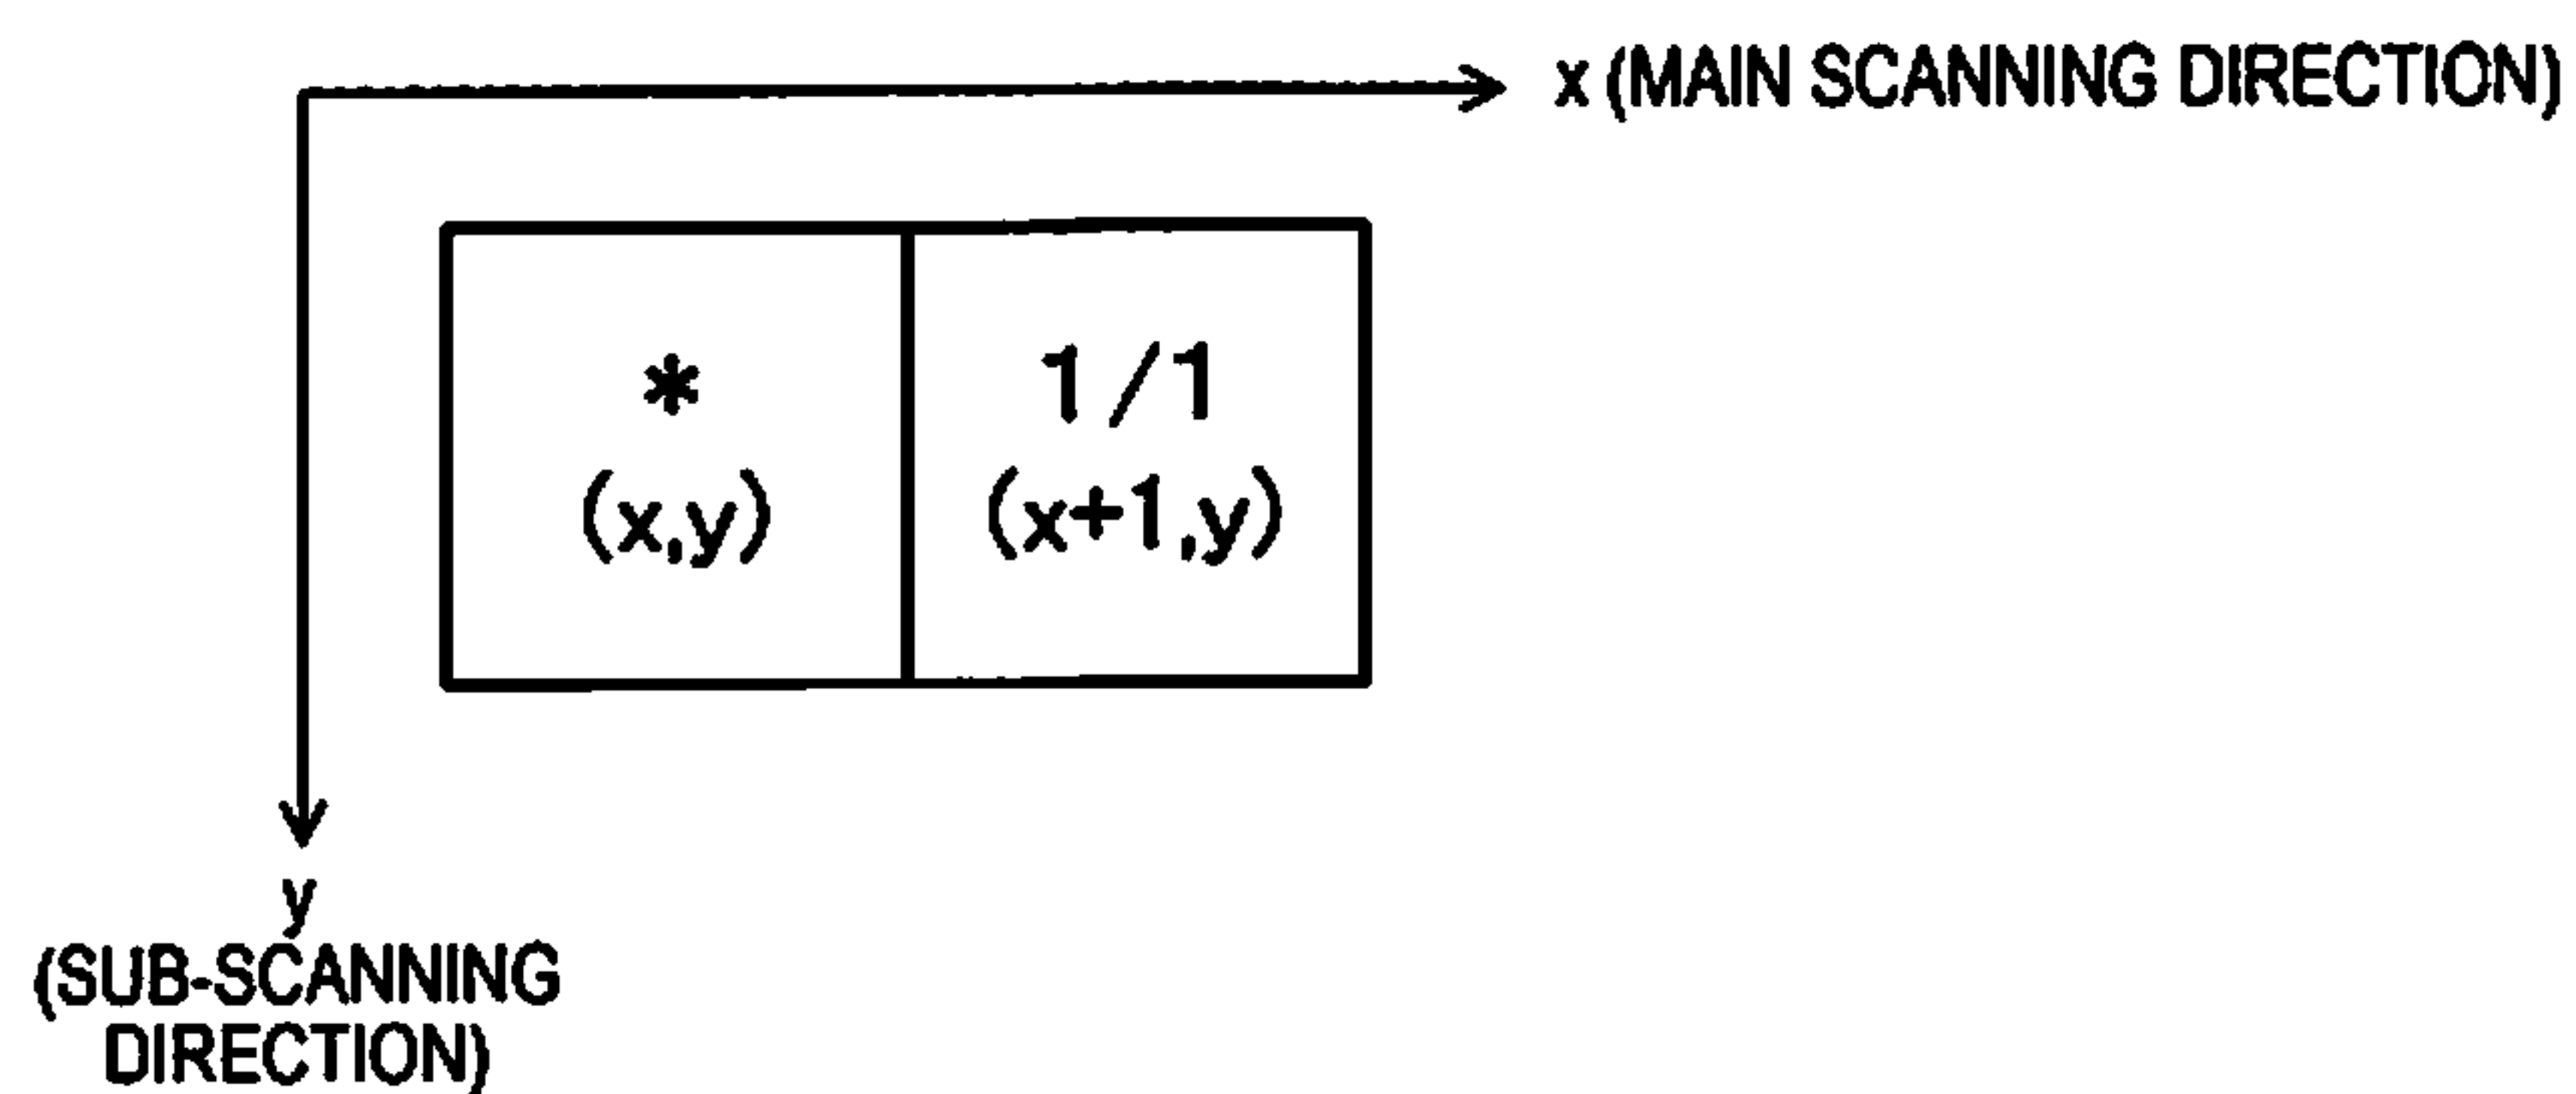 x (MAIN SCANNING DIRECTION)
* 1/1
(x,y) (x+1,y)
y
(SUB-SCANNING
DIRECTION)